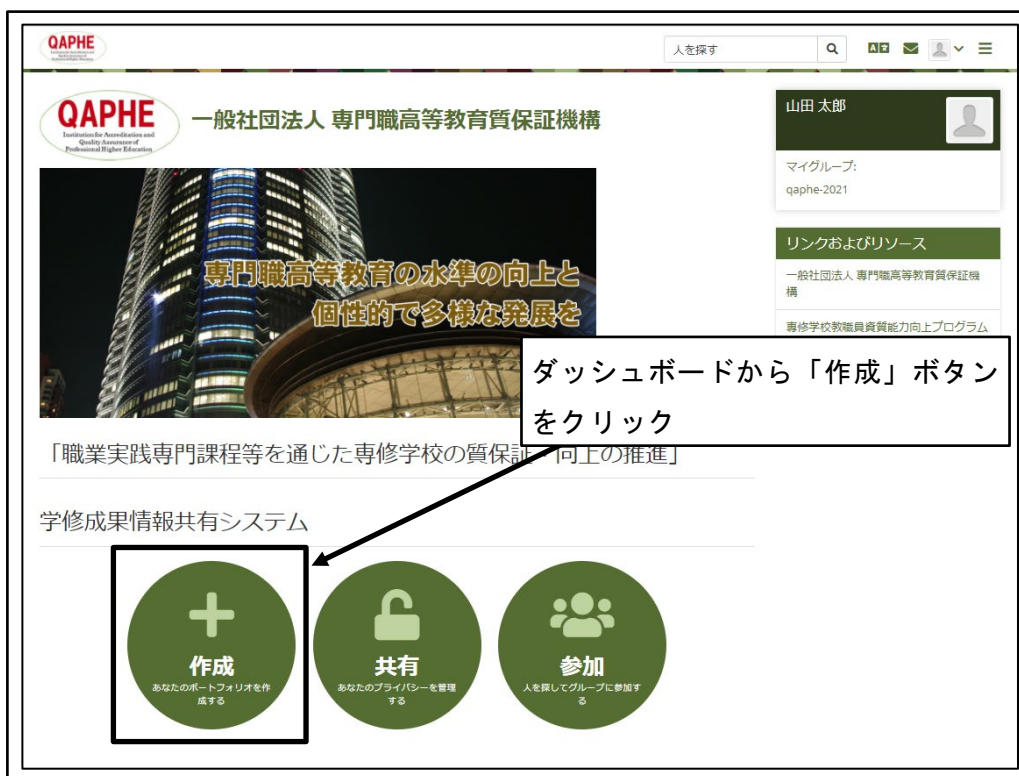 QAPHE
人を探す
QAPHE
Institution for Accreditation and
Quality Assurance of
Professional Higher Education
一般社団法人 専門職高等教育質保証機構
山田 太郎
マイグループ:
qaphe-2021
専門職高等教育の水準の向上と
個性的で多様な発展を
リンクおよびリソース
一般社団法人 専門職高等教育質保証機
構
専修学校教職員資質能力向上プログラム
ダッシュボードから「作成」ボタン
をクリック
「職業実践専門課程等を通じた専修学校の質保証・向上の推進」
学修成果情報共有システム
作成
あなたのポートフォリオを作
成する
共有
あなたのプライバシーを管理
する
参加
人を探してグループに参加す
る